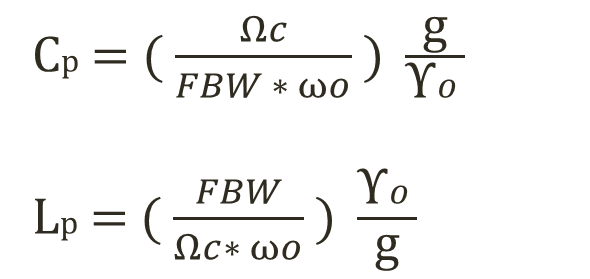 Cp = ( Ωc / FBW * ωo ) g / ϒo
Lp = ( FBW / Ωc* ωo ) ϒo / g